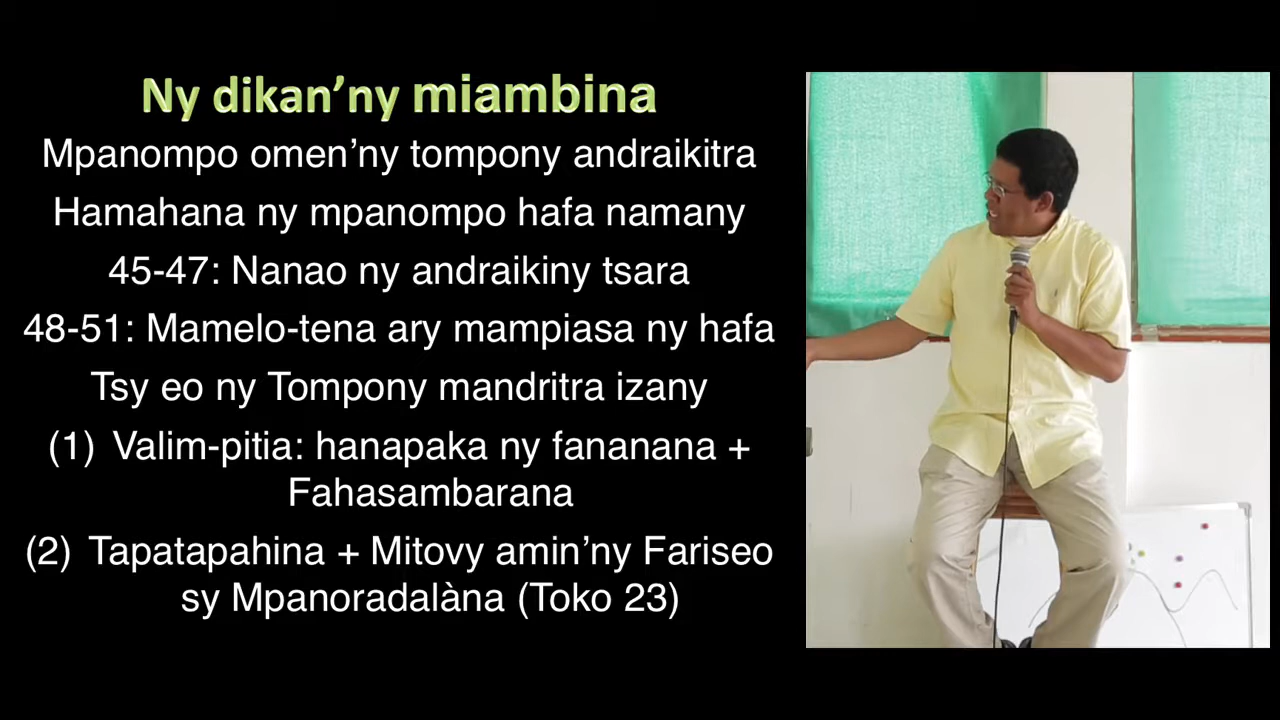 Ny dikan’ny miambina
Mpanompo omen’ny tompony andraikitra
Hamahana ny mpanompo hafa namany
45-47: Nanao ny andraikiny tsara
48-51: Mamelo-tena ary mampiasa ny hafa
Tsy eo ny Tompony mandritra izany
(1) Valim-pitia: hanapaka ny fananana +
Fahasambarana
(2) Tapatapahina + Mitovy amin’ny Fariseo
sy Mpanoradalàna (Toko 23)